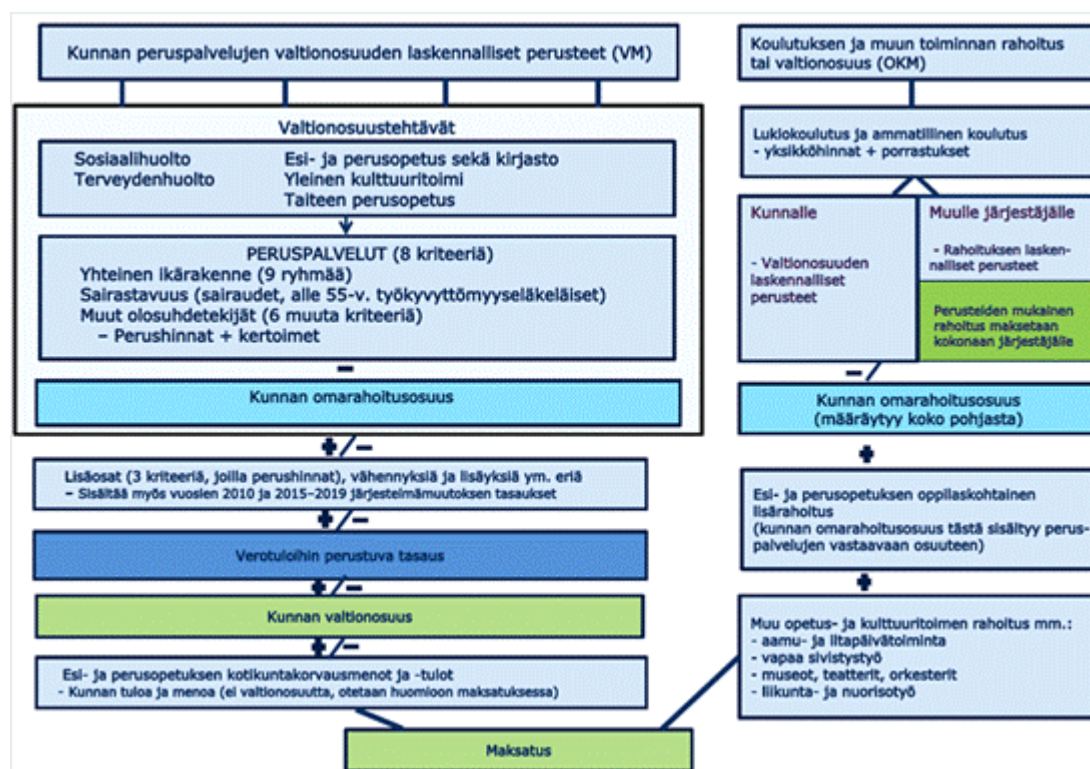 Kunnan peruspalvelujen valtionosuuden laskennalliset perusteet (VM)
Valtionosuustehtävät
Sosiaalihuolto
Terveydenhuolto
Esi- ja perusopetus sekä kirjasto
Yleinen kulttuuritoimi
Taiteen perusopetus
PERUSPALVELUT (8 kriteeriä)
Yhteinen ikärakenne (9 ryhmää)
Sairastavuus (sairaudet, alle 55-v. työkyvyttömyyseläkeläiset)
Muut olosuhdetekijät (6 muuta kriteeriä)
– Perushinnat + kertoimet
–
Kunnan omarahoitusosuus
+/–
Lisäosat (3 kriteeriä, joilla perushinnat), vähennyksiä ja lisäyksiä ym. eriä
– Sisältää myös vuosien 2010 ja 2015–2019 järjestelmämuutoksen tasaukset
+/–
Verotuloihin perustuva tasaus
+/–
Kunnan valtionosuus
+/–
Esi- ja perusopetuksen kotikuntakorvausmenot ja -tulot
- Kunnan tuloa ja menoa (ei valtionosuutta, otetaan huomioon maksatuksessa)
Koulutuksen ja muun toiminnan rahoitus
tai valtionosuus (OKM)
Lukiokoulutus ja ammatillinen koulutus
- yksikköhinnat + porrastukset
Kunnalle
- Valtionosuuden
laskennalliset
perusteet
Muulle järjestäjälle
- Rahoituksen lasken-
nalliset perusteet
Perusteiden mukainen
rahoitus maksetaan
kokonaan järjestäjälle
–/
Kunnan omarahoitusosuus
(määräytyy koko pohjasta)
+
Esi- ja perusopetuksen oppilaskohtainen
lisärahoitus
(kunnan omarahoitusosuus tästä sisältyy perus-
palvelujen vastaavaan osuuteen)
+
Muu opetus- ja kulttuuritoimen rahoitus mm.:
- aamu- ja iltapäivätoiminta
- vapaa sivistystyö
- museot, teatterit, orkesterit
- liikunta- ja nuorisotyö
Maksatus